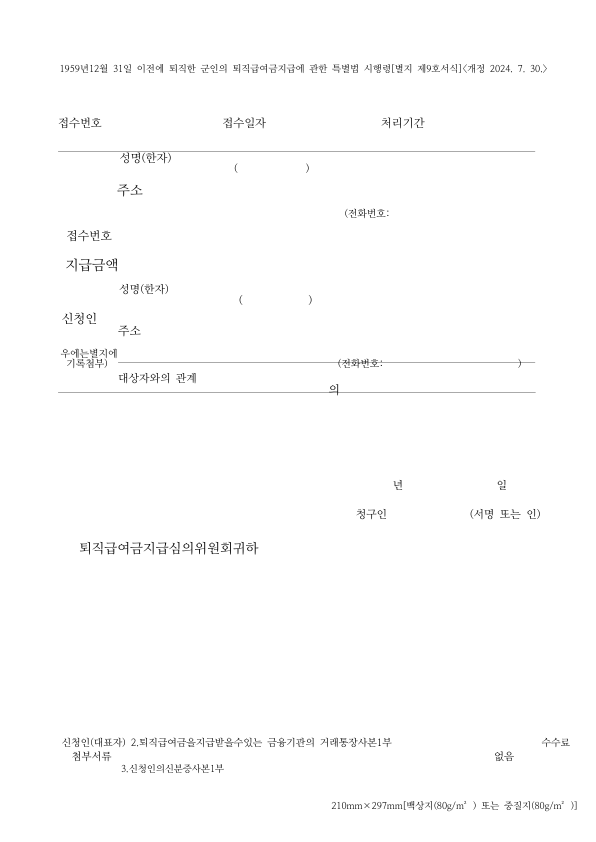 1959년12월 31일 이전에 퇴직한 군인의 퇴직급여금지급에 관한 특별법 시행령[별지 제9호서식]<개정 2024. 7. 30.>
접수번호 접수일자 처리기간
성명(한자)
( )
주소
(전화번호:
접수번호
지급금액
성명(한자)
( )
신청인
주소
우에는별지에
기록첨부) (전화번호: )
대상자와의 관계
의
년 일
청구인 (서명 또는 인)
퇴직급여금지급심의위원회귀하
신청인(대표자) 2.퇴직급여금을지급받을수있는 금융기관의 거래통장사본1부 수수료
첨부서류 없음
3.신청인의신분증사본1부
210mm×297mm[백상지(80g/m²) 또는 중질지(80g/m²)]